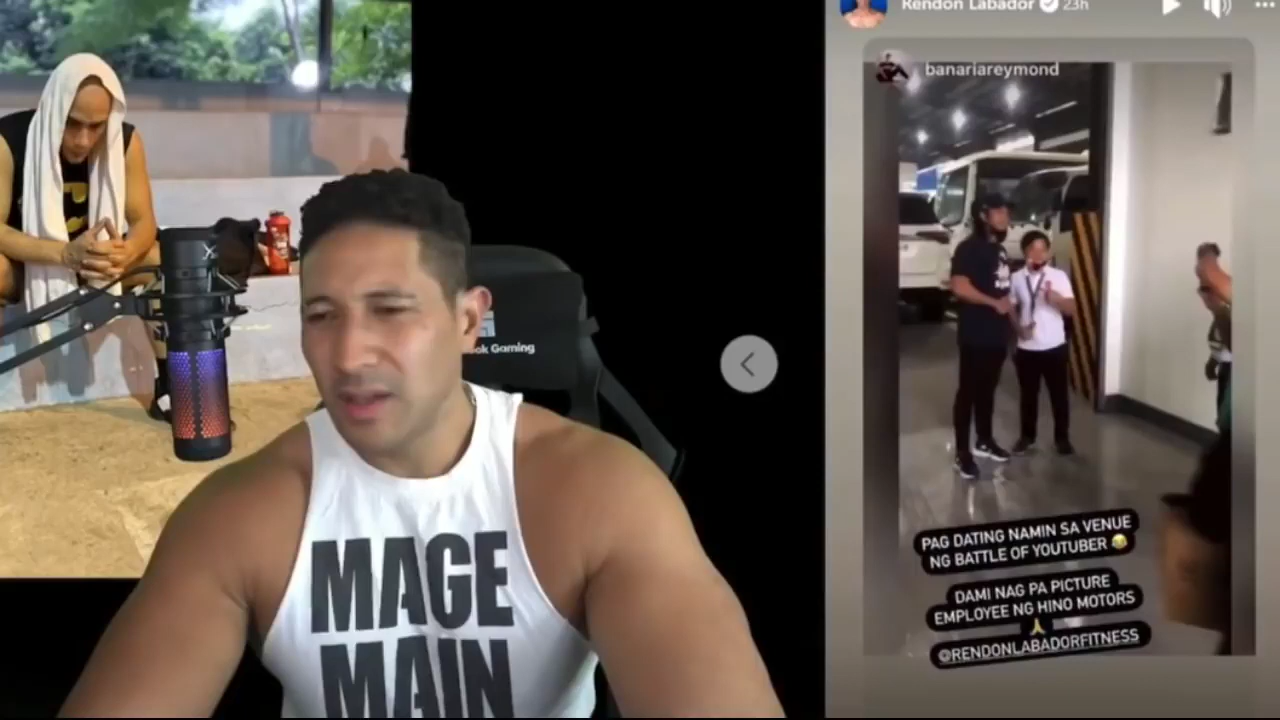 Rendon Labador 23h
banariareymond
ok Gaming
MAGE
MAIN
PAG DATING NAMIN SA VENUE
NG BATTLE OF YOUTUBER 😂
DAMI NAG PA PICTURE
EMPLOYEE NG HINO MOTORS
🙏
@RENDONLABADORFITNESS